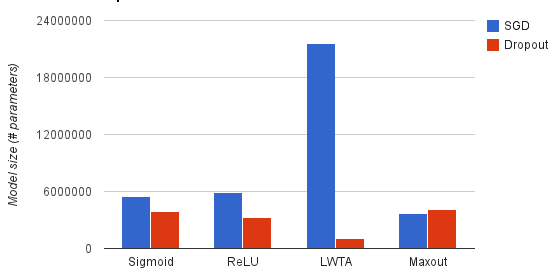 24000000
SGD
Dropout
18000000
12000000
6000000
0
Model size (# parameters)
Sigmoid
ReLU
LWTA
Maxout